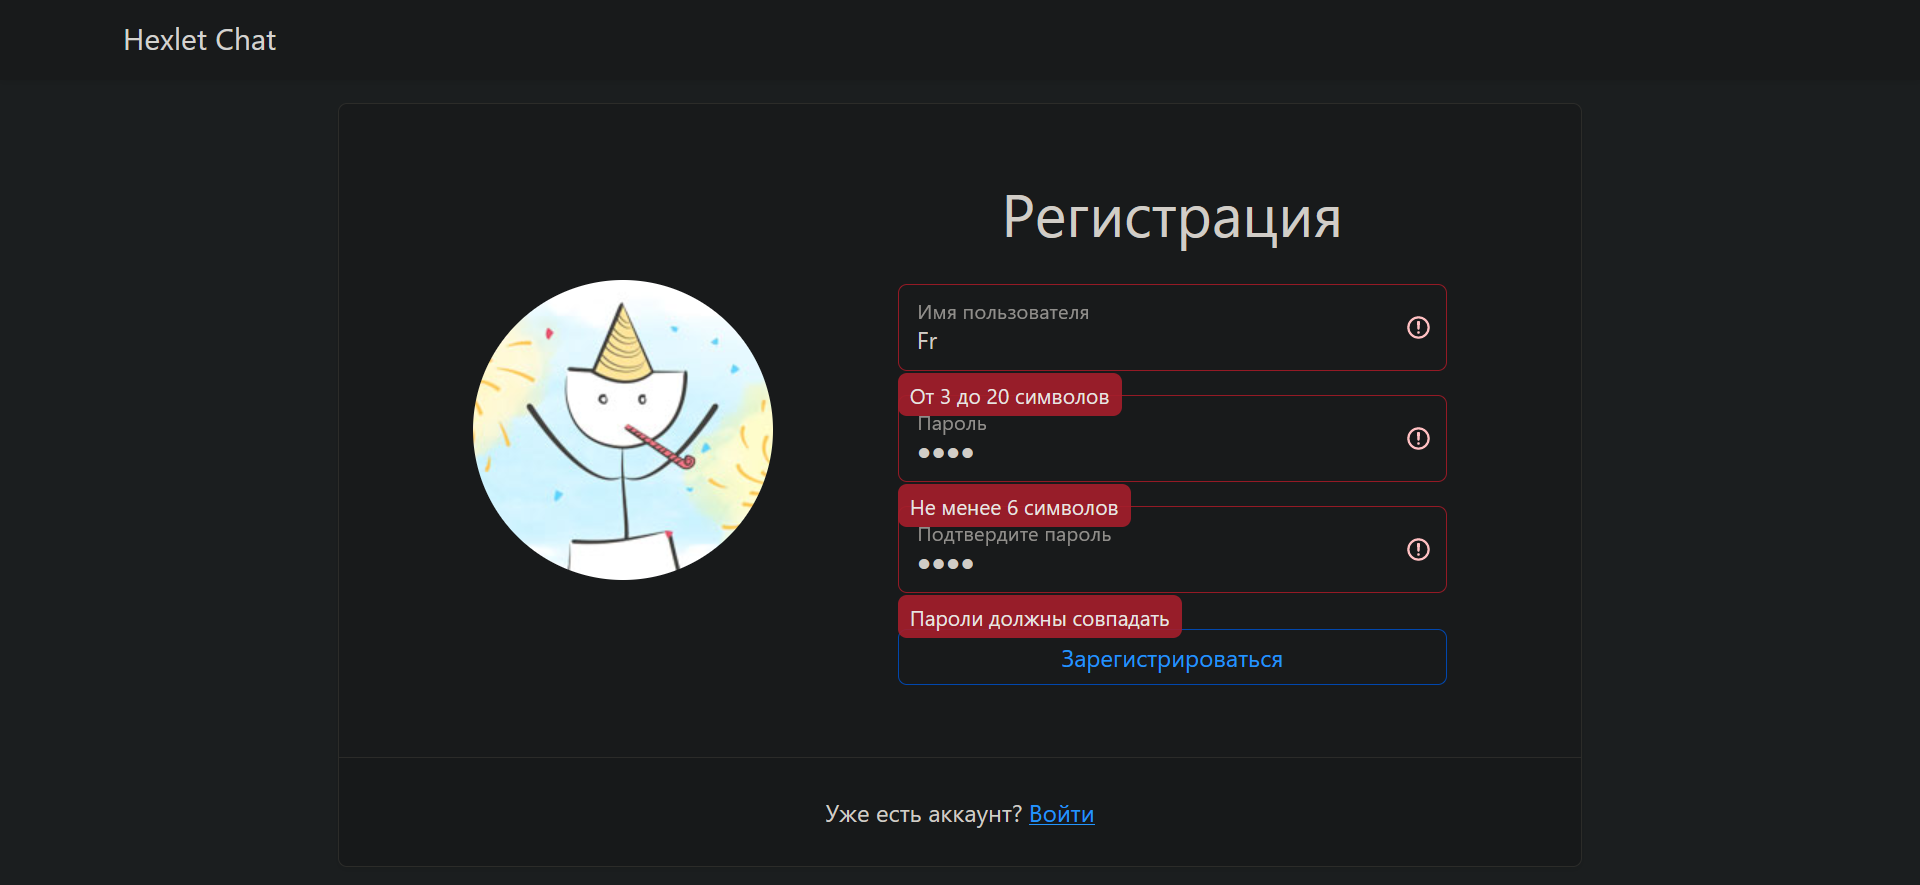 Hexlet Chat
Регистрация
Имя пользователя
Fr
От 3 до 20 символов
Пароль
●●●●
Не менее 6 символов
Подтвердите пароль
●●●●
Пароли должны совпадать
Зарегистрироваться
Уже есть аккаунт? Войти